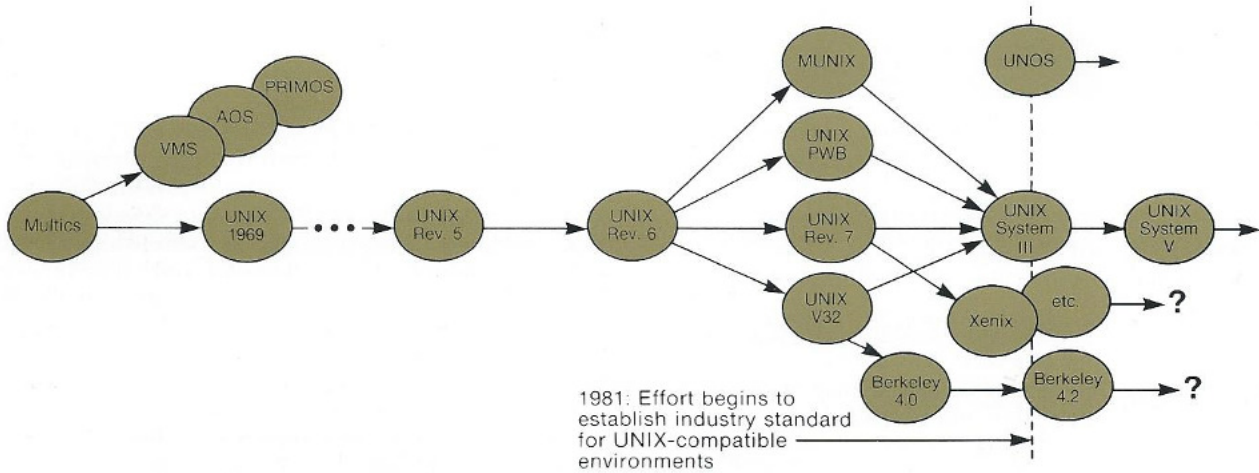 PRIMOS
AOS
VMS
Multics
UNIX
1969
UNIX
Rev. 5
UNIX
Rev. 6
MUNIX
UNIX
PWB
UNIX
Rev. 7
UNIX
V32
Berkeley
4.0
UNOS
UNIX
System
III
UNIX
System
V
Xenix
etc.
?
Berkeley
4.2
?
1981: Effort begins to
establish industry standard
for UNIX-compatible
environments